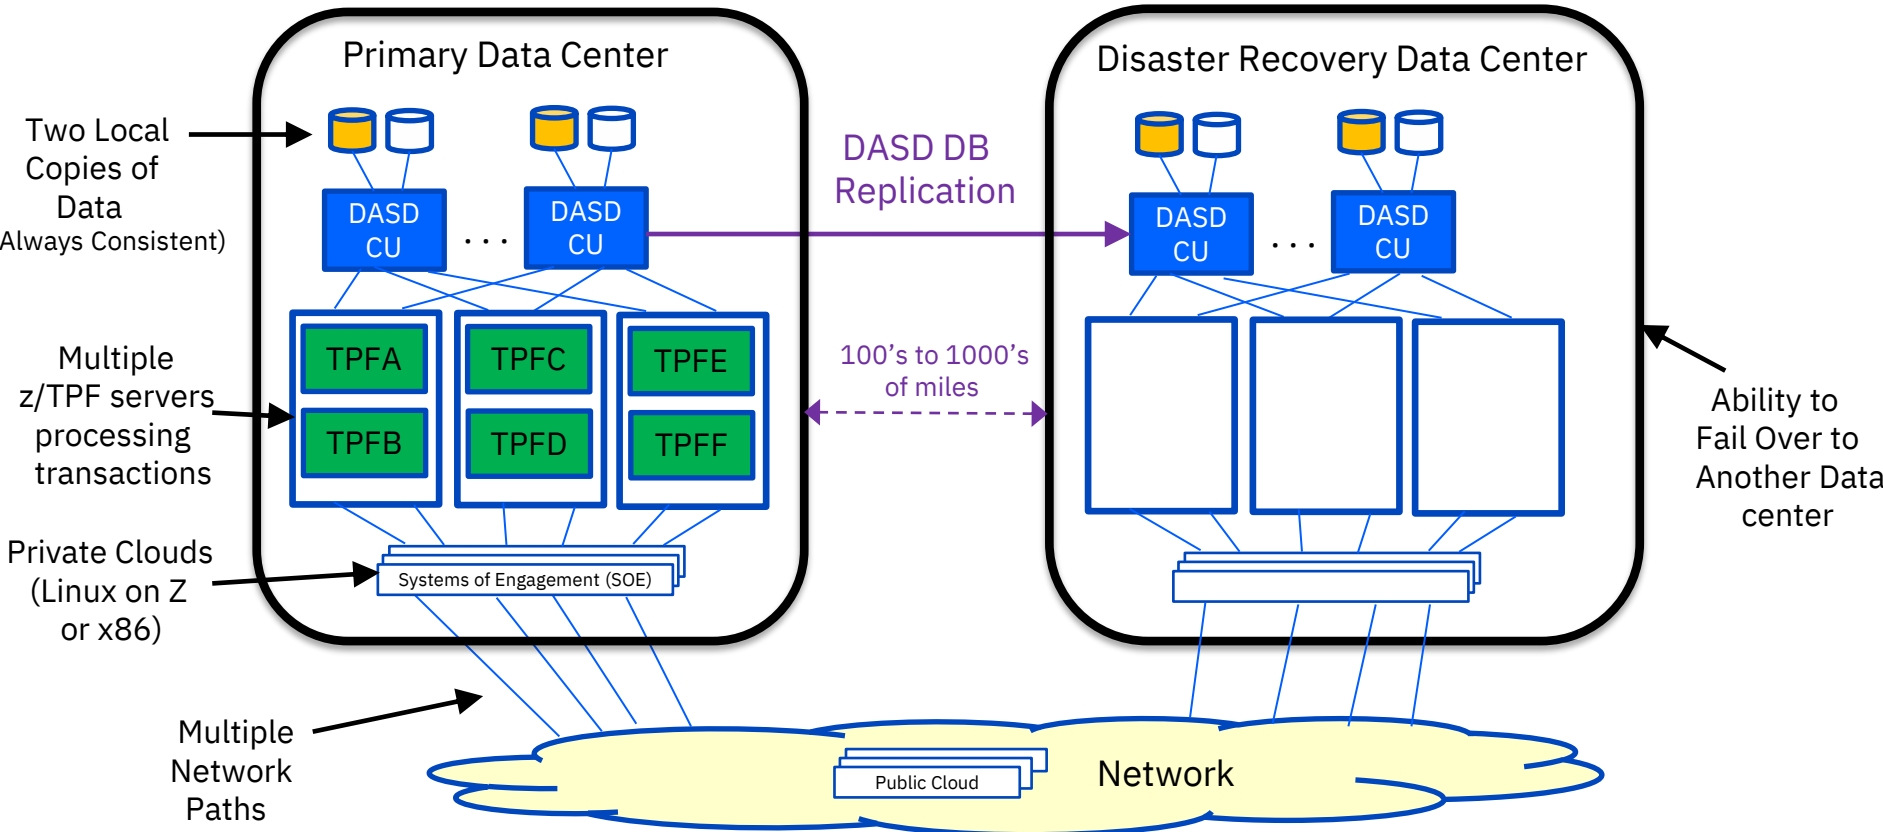 Primary Data Center
Disaster Recovery Data Center
Two Local
Copies of
Data
Always Consistent)
DASD
CU
. . .
DASD
CU
DASD DB
Replication
DASD
CU
. . .
DASD
CU
Multiple
z/TPF servers
processing
transactions
TPFA
TPFB
TPFC
TPFD
TPFE
TPFF
100's to 1000's
of miles
Ability to
Fail Over to
Another Data
center
Private Clouds
(Linux on Z
or x86)
Systems of Engagement (SOE)
Multiple
Network
Paths
Public Cloud
Network